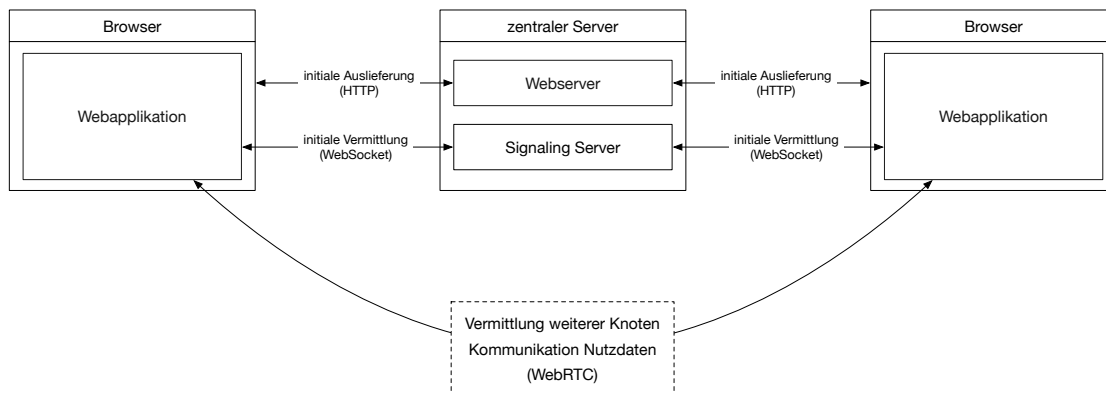 Browser
zentraler Server
Browser
Webapplikation
initiale Auslieferung
(HTTP)
Webserver
initiale Auslieferung
(HTTP)
Webapplikation
initiale Vermittlung
(WebSocket)
Signaling Server
initiale Vermittlung
(WebSocket)
Vermittlung weiterer Knoten
Kommunikation Nutzdaten
(WebRTC)